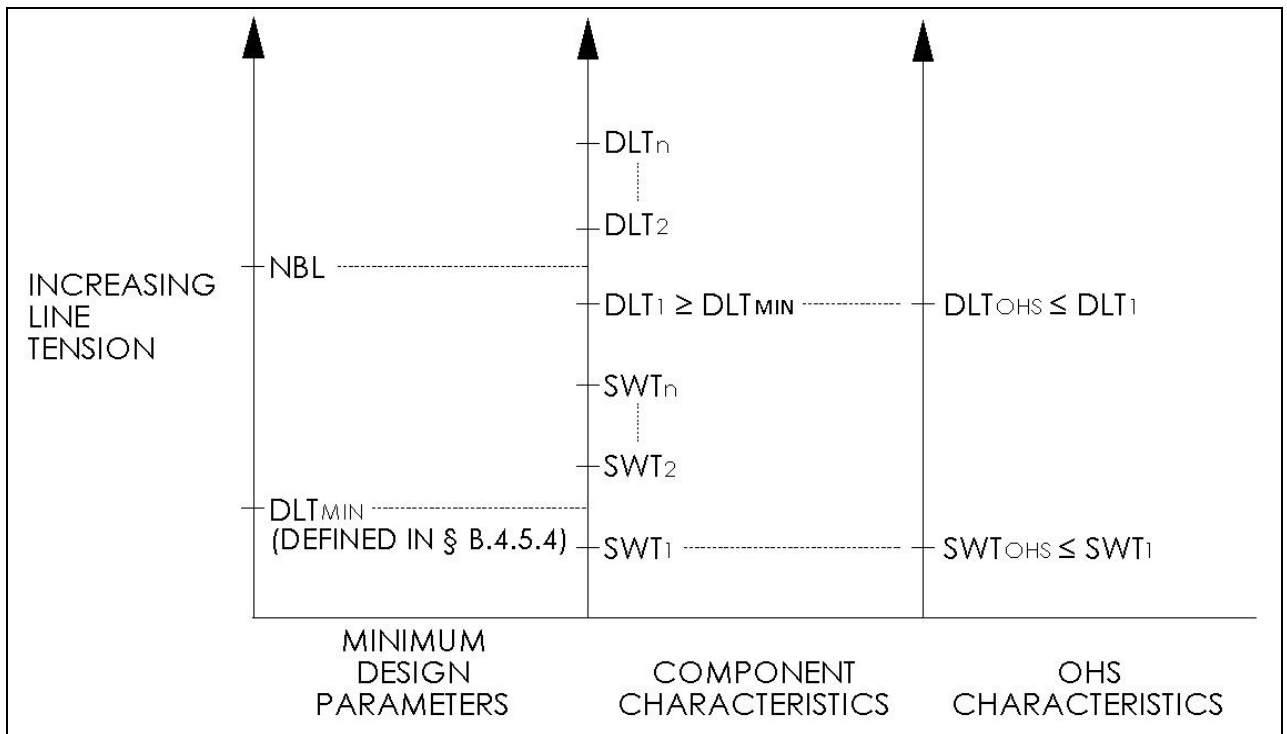 INCREASING
LINE
TENSION
NBL
DLTMIN
(DEFINED IN § B.4.5.4)
DLTn
DLT2
DLT1 ≥ DLTMIN
SWTn
SWT2
SWT1
DLTOHS ≤ DLT1
SWTOHS ≤ SWT1
MINIMUM
DESIGN
PARAMETERS
COMPONENT
CHARACTERISTICS
OHS
CHARACTERISTICS